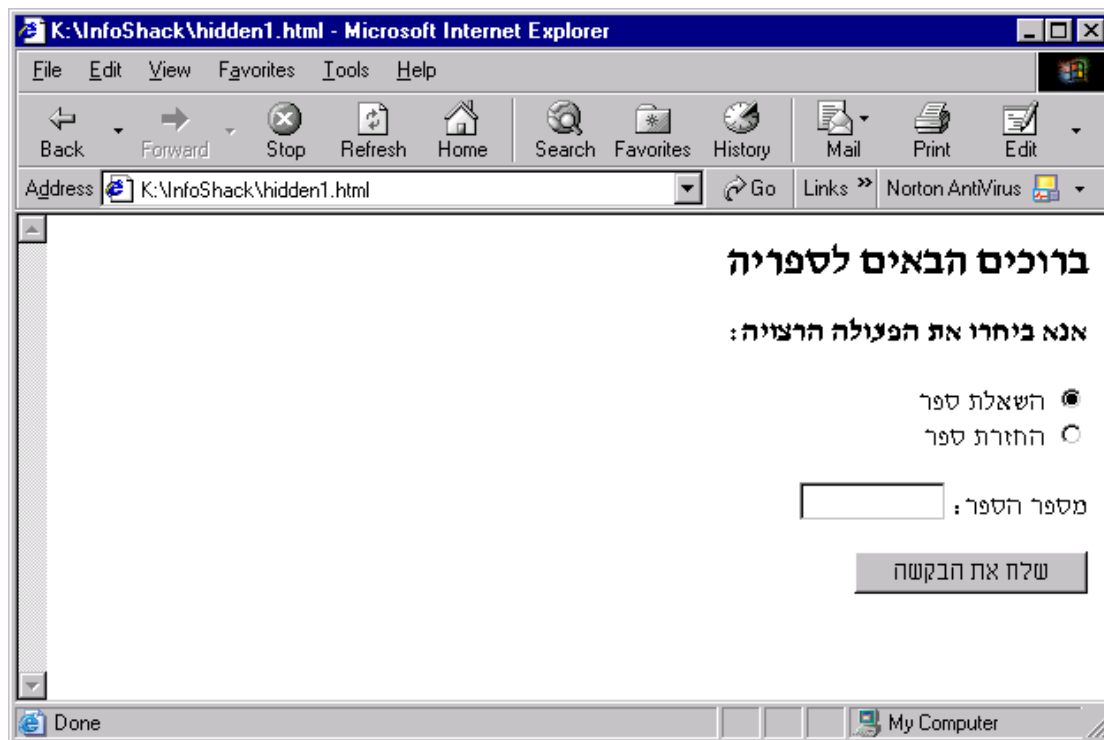 K:\InfoShack\hidden1.html - Microsoft Internet Explorer
File Edit View Favorites Tools Help
Back Forward Stop Refresh Home Search Favorites History Mail Print Edit
Address K:\InfoShack\hidden1.html Go Links » Norton AntiVirus
ברוכים הבאים לספריה
אנא ביחרו את הפעולה הרצויה:
השאלת ספר
החזרת ספר
מספר הספר:
שלח את הבקשה
Done My Computer